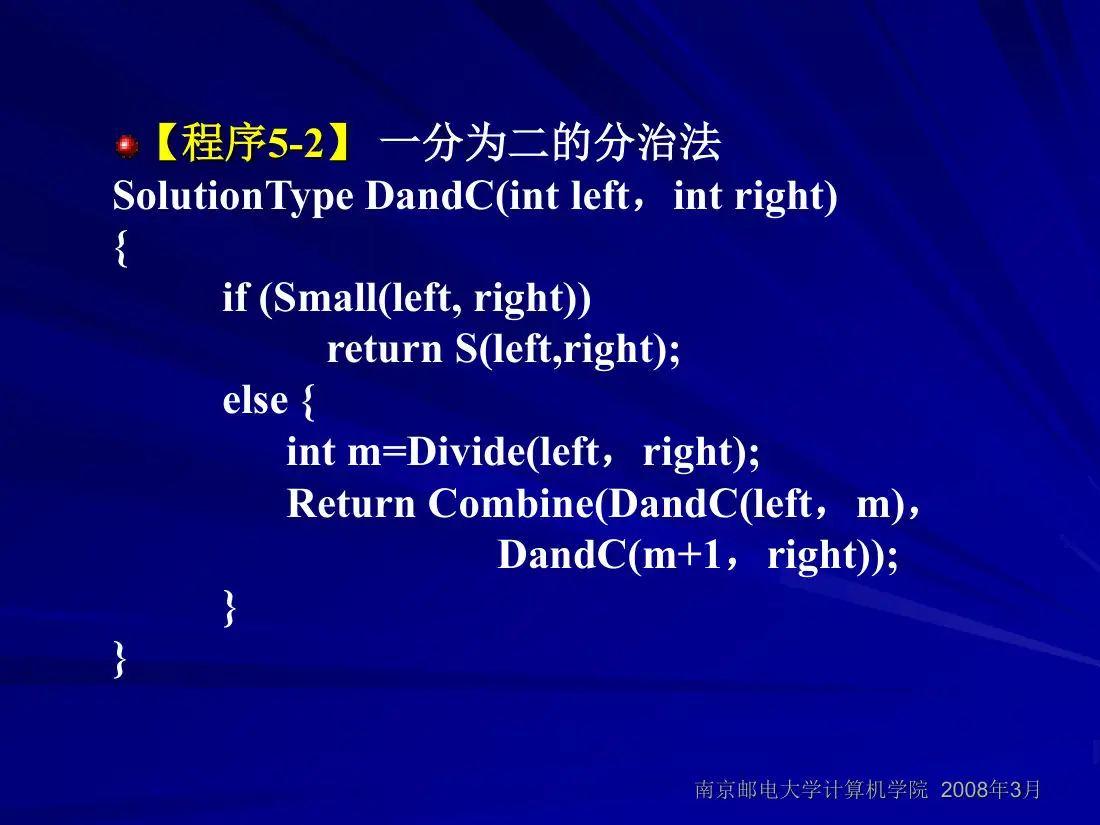 【程序5-2】 一分为二的分治法
SolutionType DandC(int left，int right)
{
if (Small(left, right))
return S(left,right);
else {
int m=Divide(left，right);
Return Combine(DandC(left，m)，
DandC(m+1，right));
}
}
南京邮电大学计算机学院 2008年3月